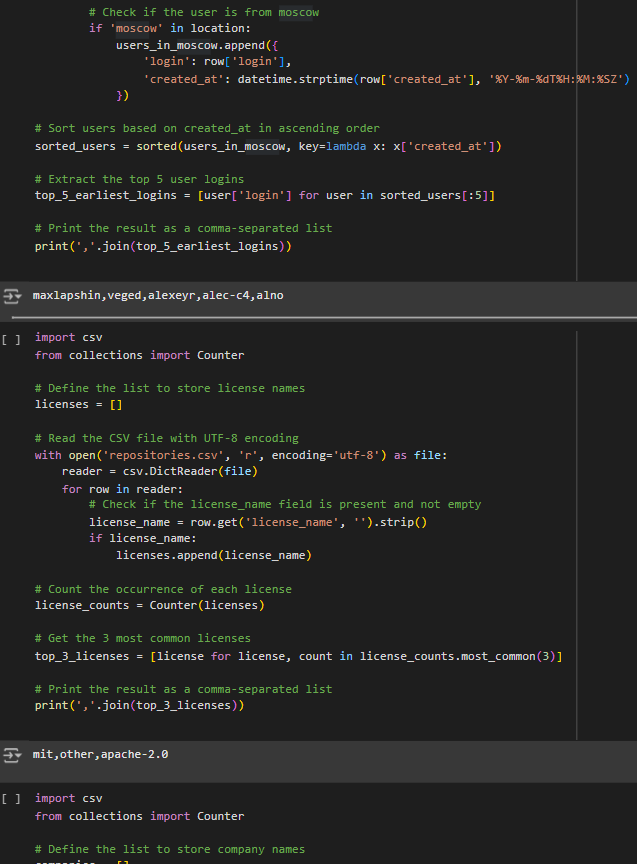 # Check if the user is from moscow
if 'moscow' in location:
users_in_moscow.append({
'login': row['login'],
'created_at': datetime.strptime(row['created_at'], '%Y-%m-%dT%H:%M:%SZ')
})
# Sort users based on created_at in ascending order
sorted_users = sorted(users_in_moscow, key=lambda x: x['created_at'])
# Extract the top 5 user logins
top_5_earliest_logins = [user['login'] for user in sorted_users[:5]]
# Print the result as a comma-separated list
print(','.join(top_5_earliest_logins))
maxlapshin,veged,alexeyr,alec-c4,alno
[ ] import csv
from collections import Counter
# Define the list to store license names
licenses = []
# Read the CSV file with UTF-8 encoding
with open('repositories.csv', 'r', encoding='utf-8') as file:
reader = csv.DictReader(file)
for row in reader:
# Check if the license_name field is present and not empty
license_name = row.get('license_name', '').strip()
if license_name:
licenses.append(license_name)
# Count the occurrence of each license
license_counts = Counter(licenses)
# Get the 3 most common licenses
top_3_licenses = [license for license, count in license_counts.most_common(3)]
# Print the result as a comma-separated list
print(','.join(top_3_licenses))
mit,other,apache-2.0
[ ] import csv
from collections import Counter
# Define the list to store company names